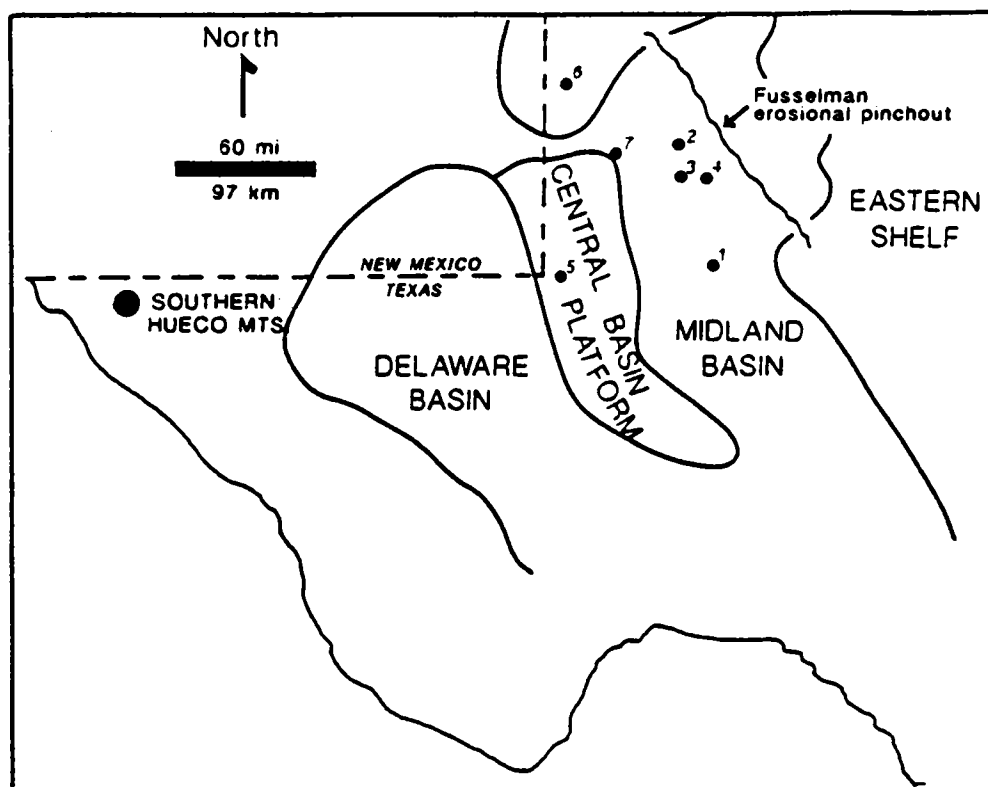 North
60 mi
97 km
6
Fusselman
erosional pinchout
2
7
3
4
EASTERN
SHELF
CENTRAL BASIN
PLATFORM
NEW MEXICO
TEXAS
5
1
SOUTHERN
HUECO MTS
MIDLAND
BASIN
DELAWARE
BASIN